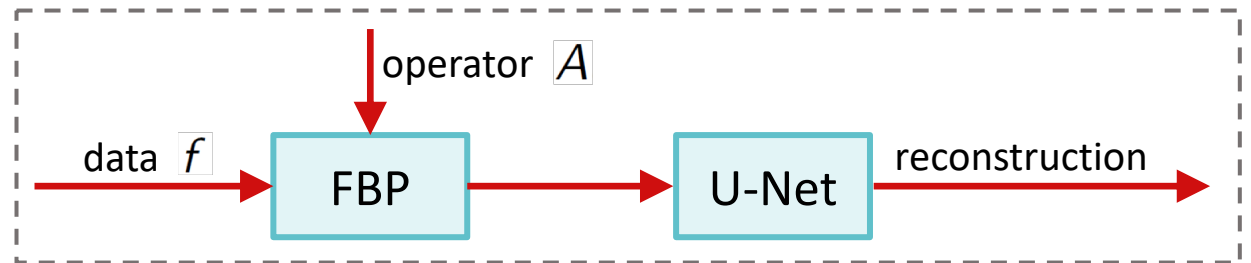 operator A
data f
FBP
U-Net
reconstruction